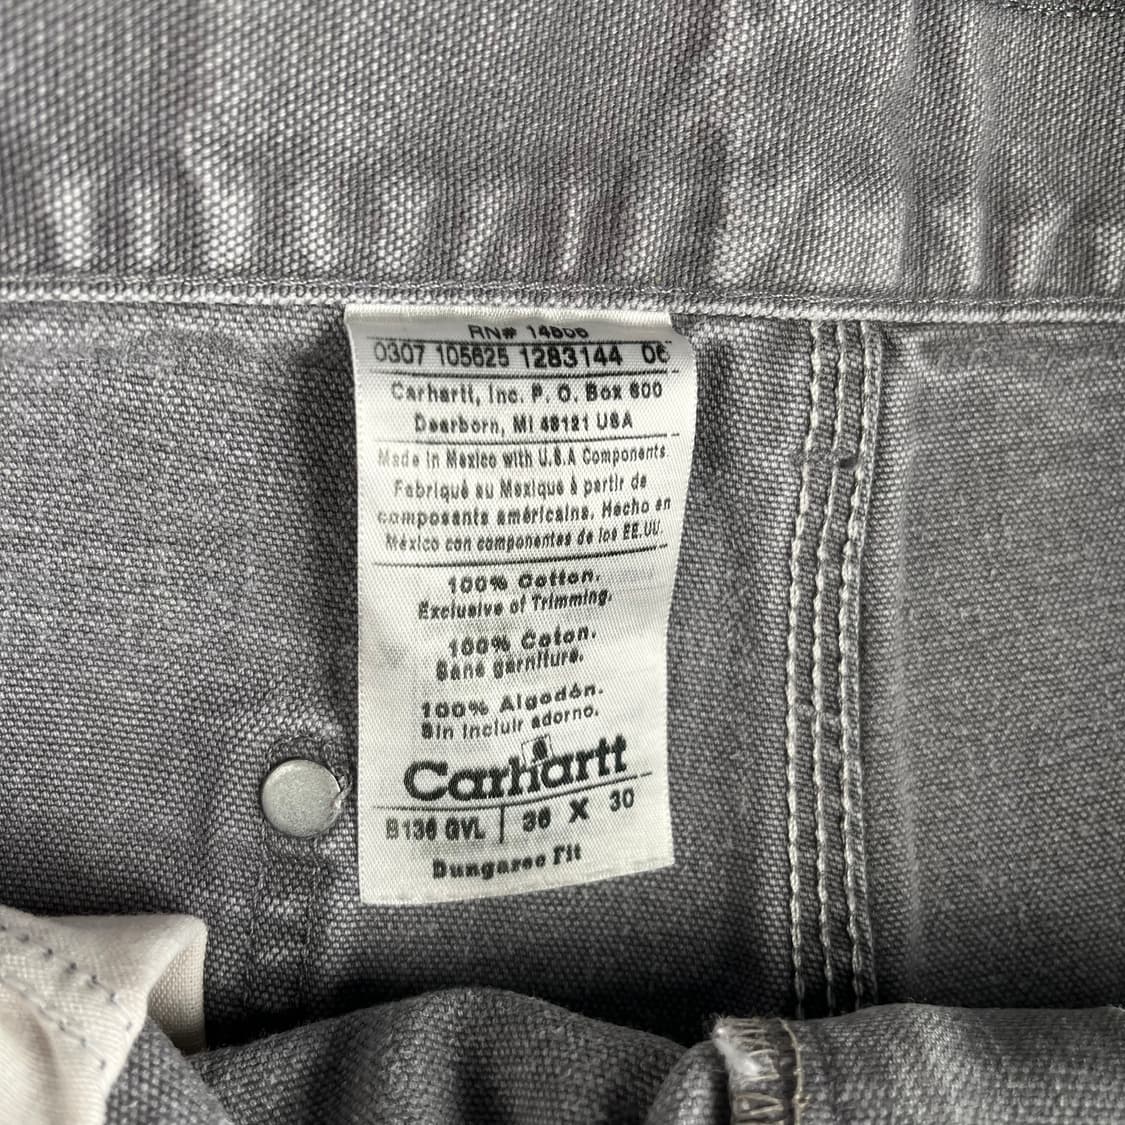 RN# 14806
0307 105625 1283144 06
Carhartt, Inc. P. O. Box 600
Dearborn, MI 48121 USA
Made in Mexico with U.S.A Components.
Fabriqué au Mexique à partir de
composants américains. Hecho en
México con componentes de los EE.UU.
100% Cotton.
Exclusive of Trimming.
100% Coton.
Sans garniture.
100% Algodón.
Sin incluir adorno.
Carhartt
B136 GVL | 36 X 30
Dungaree Fit